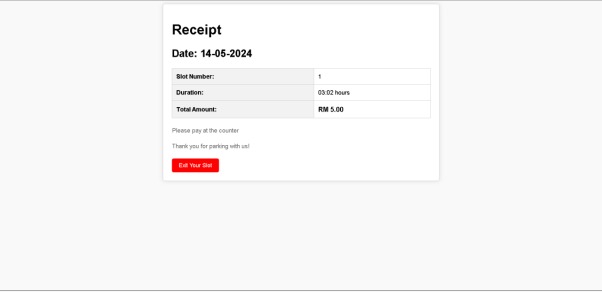 Receipt
Date: 14-05-2024
Slot Number: 1
Duration: 03:02 hours
Total Amount: RM 5.00
Please pay at the counter
Thank you for parking with us!
Exit Your Slot